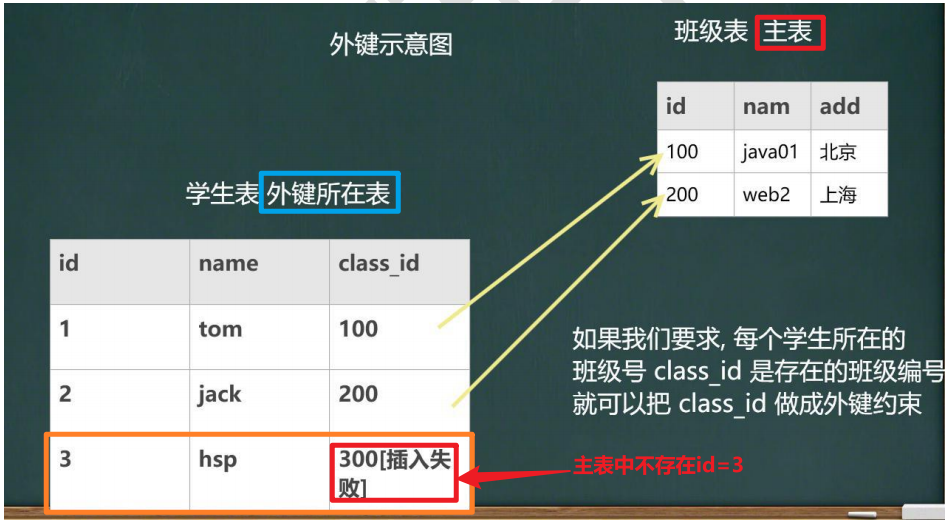 外键示意图
班级表 主表
id nam add
100 java01 北京
200 web2 上海
学生表 外键所在表
id name class_id
1 tom 100
2 jack 200
3 hsp 300[插入失
败]
如果我们要求, 每个学生所在的
班级号 class_id 是存在的班级编号
就可以把 class_id 做成外键约束
主表中不存在id=3